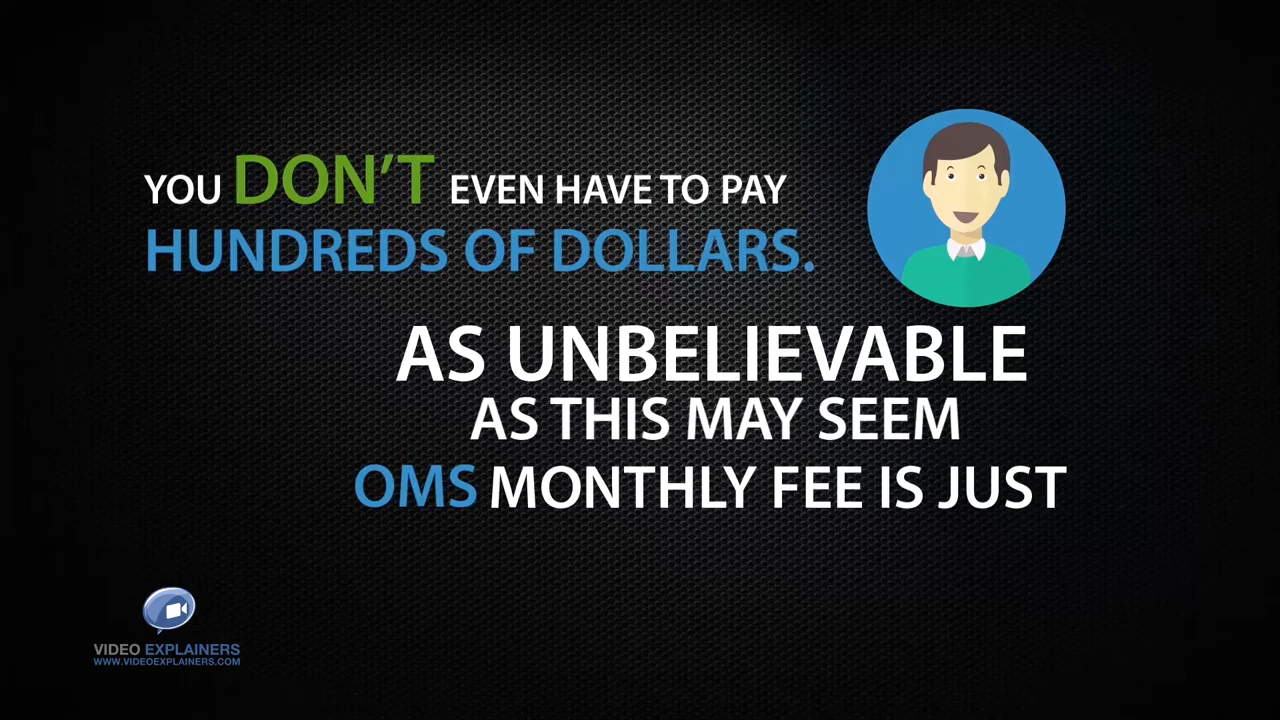 YOU DON'T EVEN HAVE TO PAY
HUNDREDS OF DOLLARS.
AS UNBELIEVABLE
AS THIS MAY SEEM
OMS MONTHLY FEE IS JUST
VIDEO EXPLAINERS
WWW.VIDEOEXPLAINERS.COM